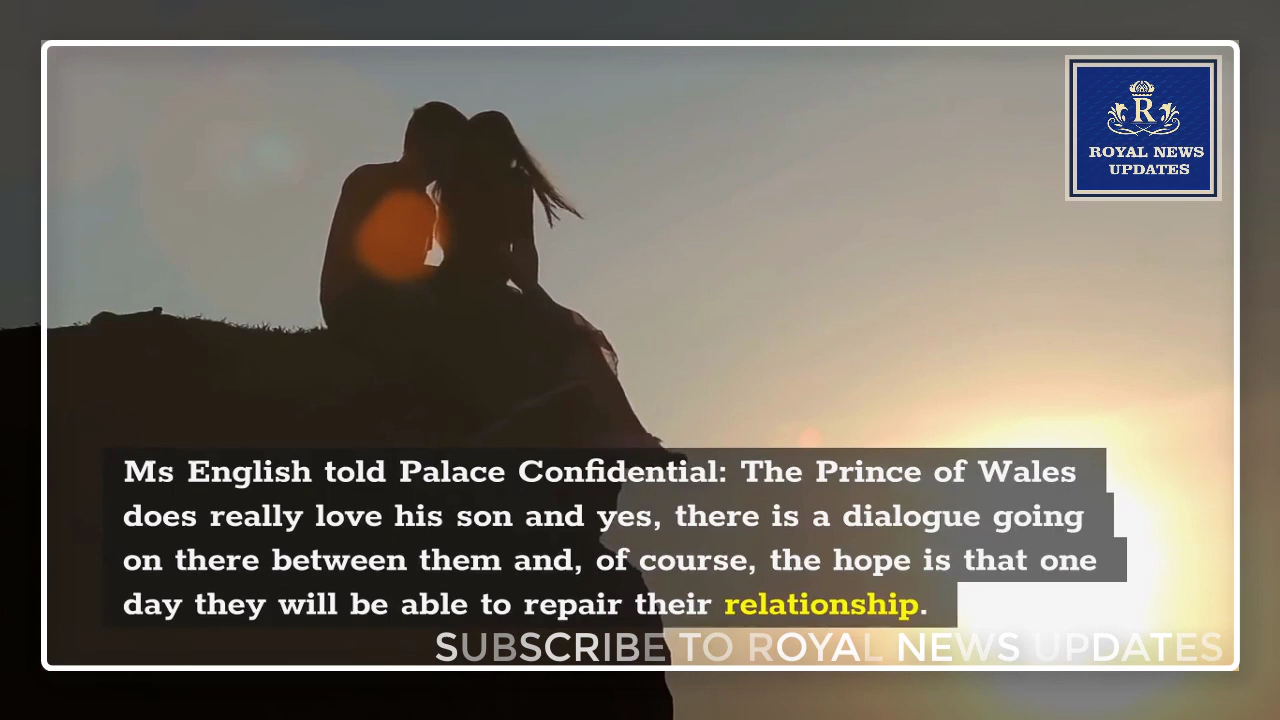 R
ROYAL NEWS
UPDATES
Ms English told Palace Confidential: The Prince of Wales
does really love his son and yes, there is a dialogue going
on there between them and, of course, the hope is that one
day they will be able to repair their relationship.
SUBSCRIBE TO ROYAL NEWS UPDATES